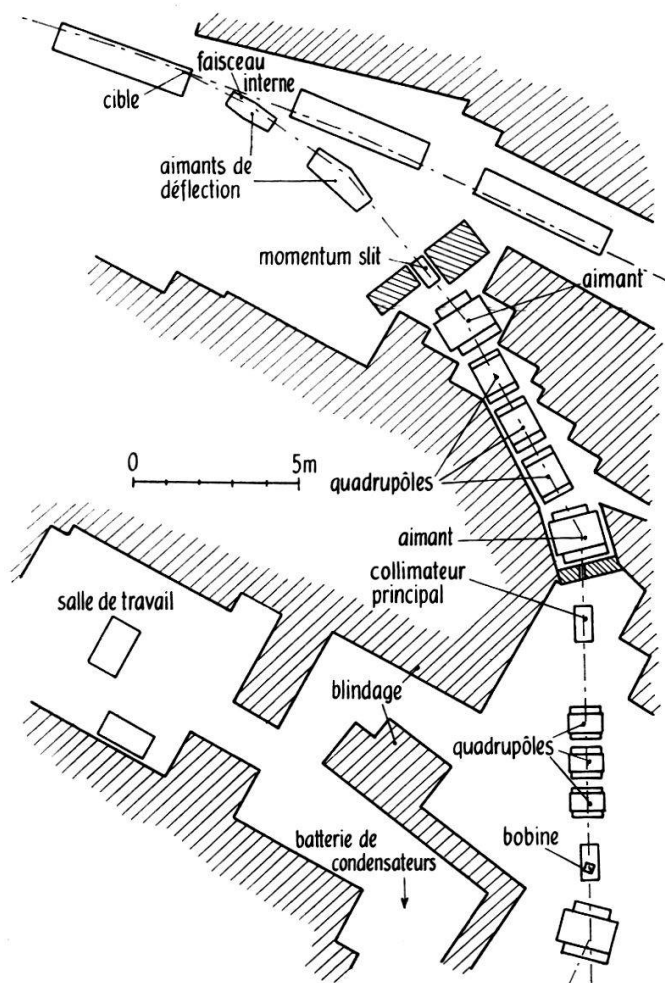 faisceau
interne
cible
aimants de
déflection
momentum slit
aimant
0 5m
quadrupôles
aimant
collimateur
principal
salle de travail
blindage
quadrupôles
bobine
batterie de
condensateurs